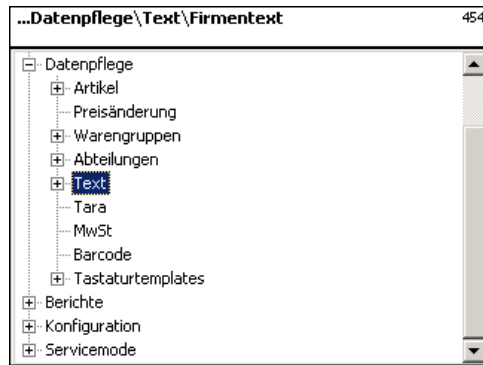 ...Datenpflege\Text\Firmentext 454
Datenpflege
Artikel
Preisänderung
Warengruppen
Abteilungen
Text
Tara
MwSt
Barcode
Tastaturtemplates
Berichte
Konfiguration
Servicemode